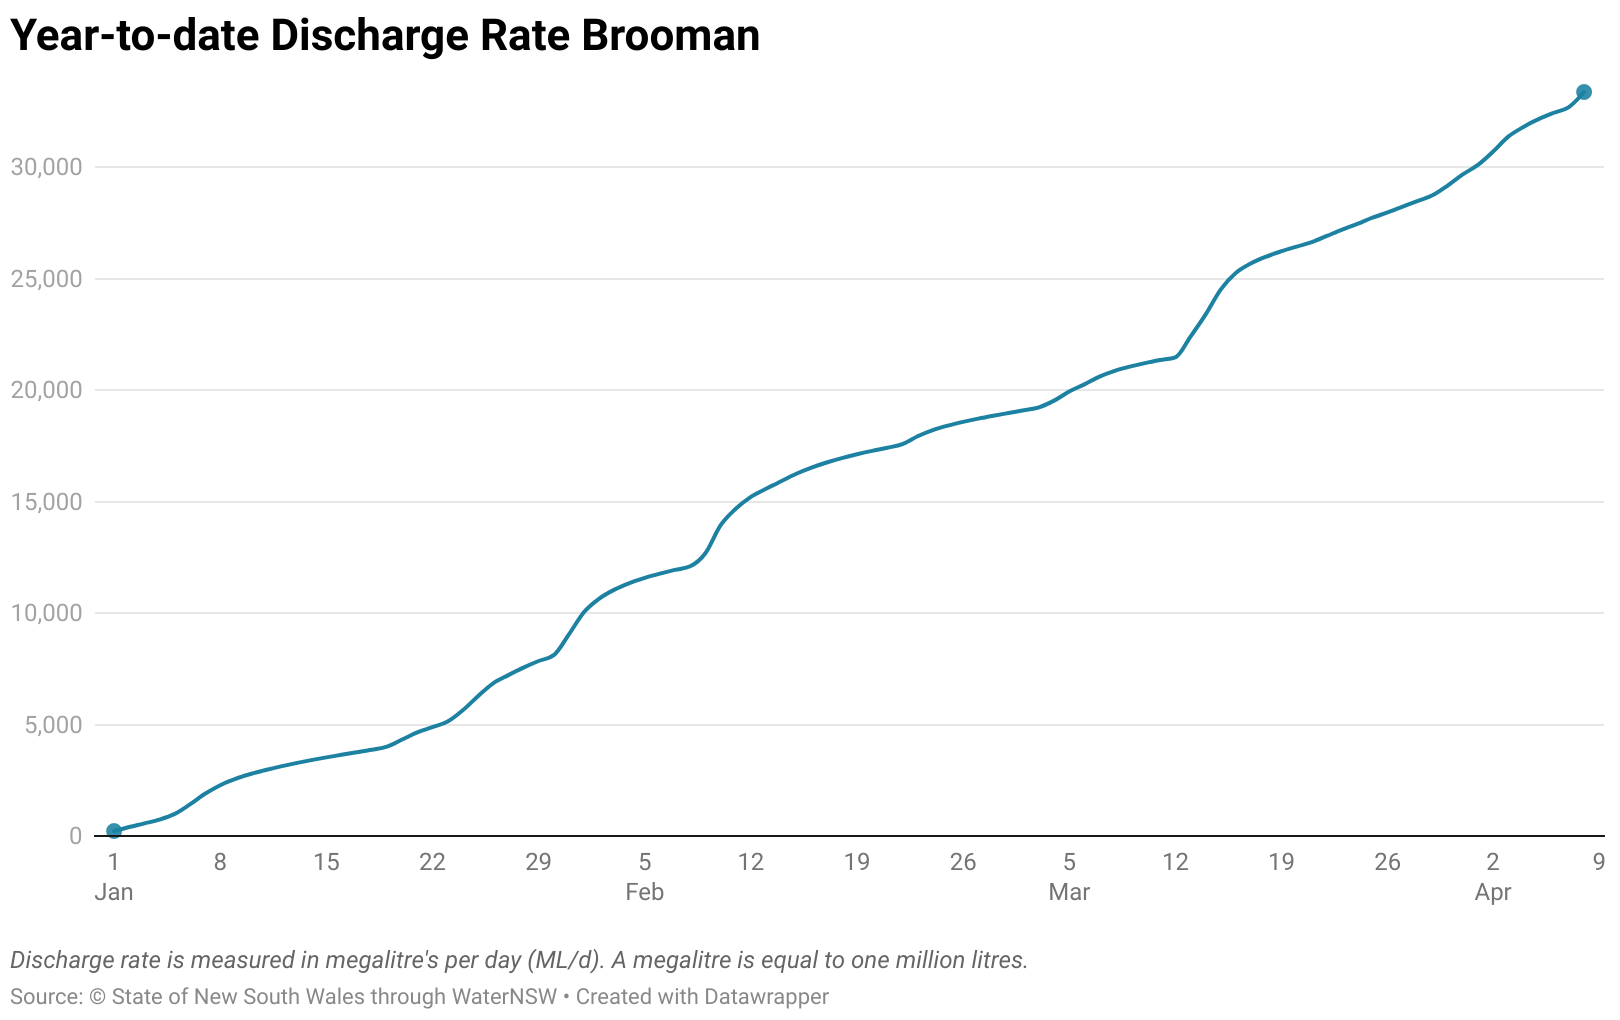 Year-to-date Discharge Rate Brooman
30,000
25,000
20,000
15,000
10,000
5,000
0
1 8 15 22 29 5 12 19 26 5 12 19 26 2 9
Jan Feb Mar Apr
Discharge rate is measured in megalitre's per day (ML/d). A megalitre is equal to one million litres.
Source: © State of New South Wales through WaterNSW • Created with Datawrapper